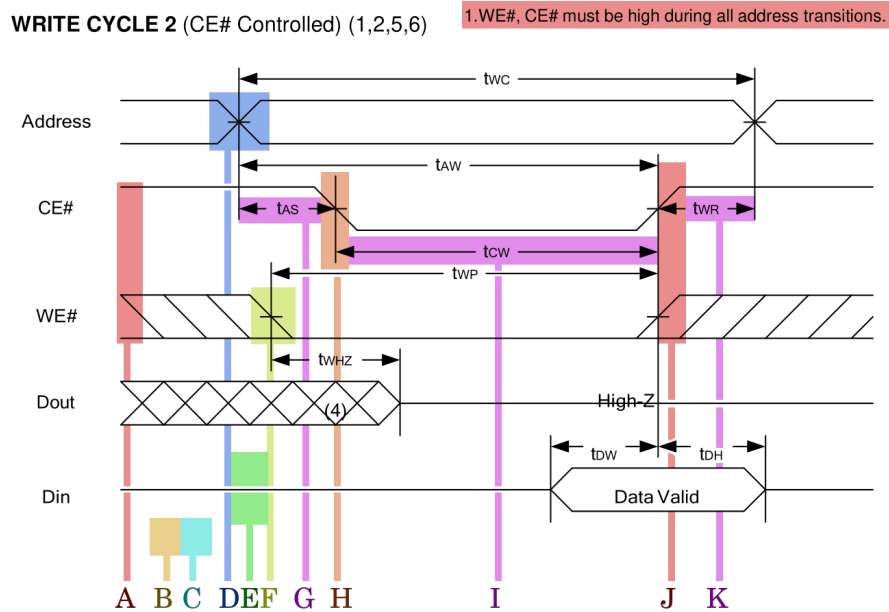 WRITE CYCLE 2 (CE# Controlled) (1,2,5,6)
1.WE#, CE# must be high during all address transitions.
tWC
Address
tAW
CE#
tAS
tWR
tCW
tWP
WE#
tWHZ
Dout
(4)
High-Z
tDW
tDH
Din
Data Valid
A B C D E F G H I J K